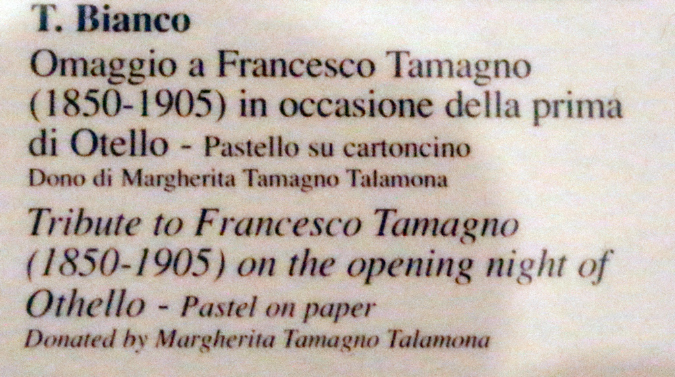 T. Bianco
Omaggio a Francesco Tamagno
(1850-1905) in occasione della prima
di Otello - Pastello su cartoncino
Dono di Margherita Tamagno Talamona
Tribute to Francesco Tamagno
(1850-1905) on the opening night of
Othello - Pastel on paper
Donated by Margherita Tamagno Talamona